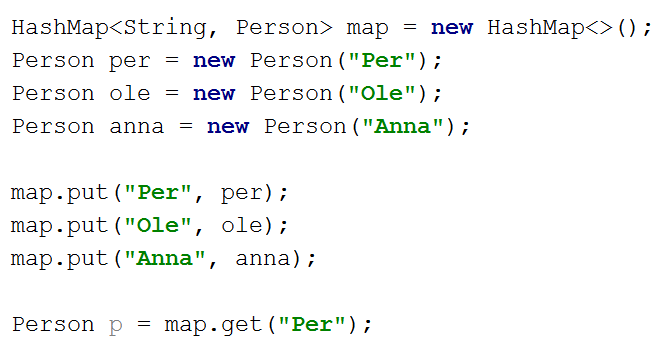 HashMap<String, Person> map = new HashMap<>();
Person per = new Person("Per");
Person ole = new Person("Ole");
Person anna = new Person("Anna");
map.put("Per", per);
map.put("Ole", ole);
map.put("Anna", anna);
Person p = map.get("Per");